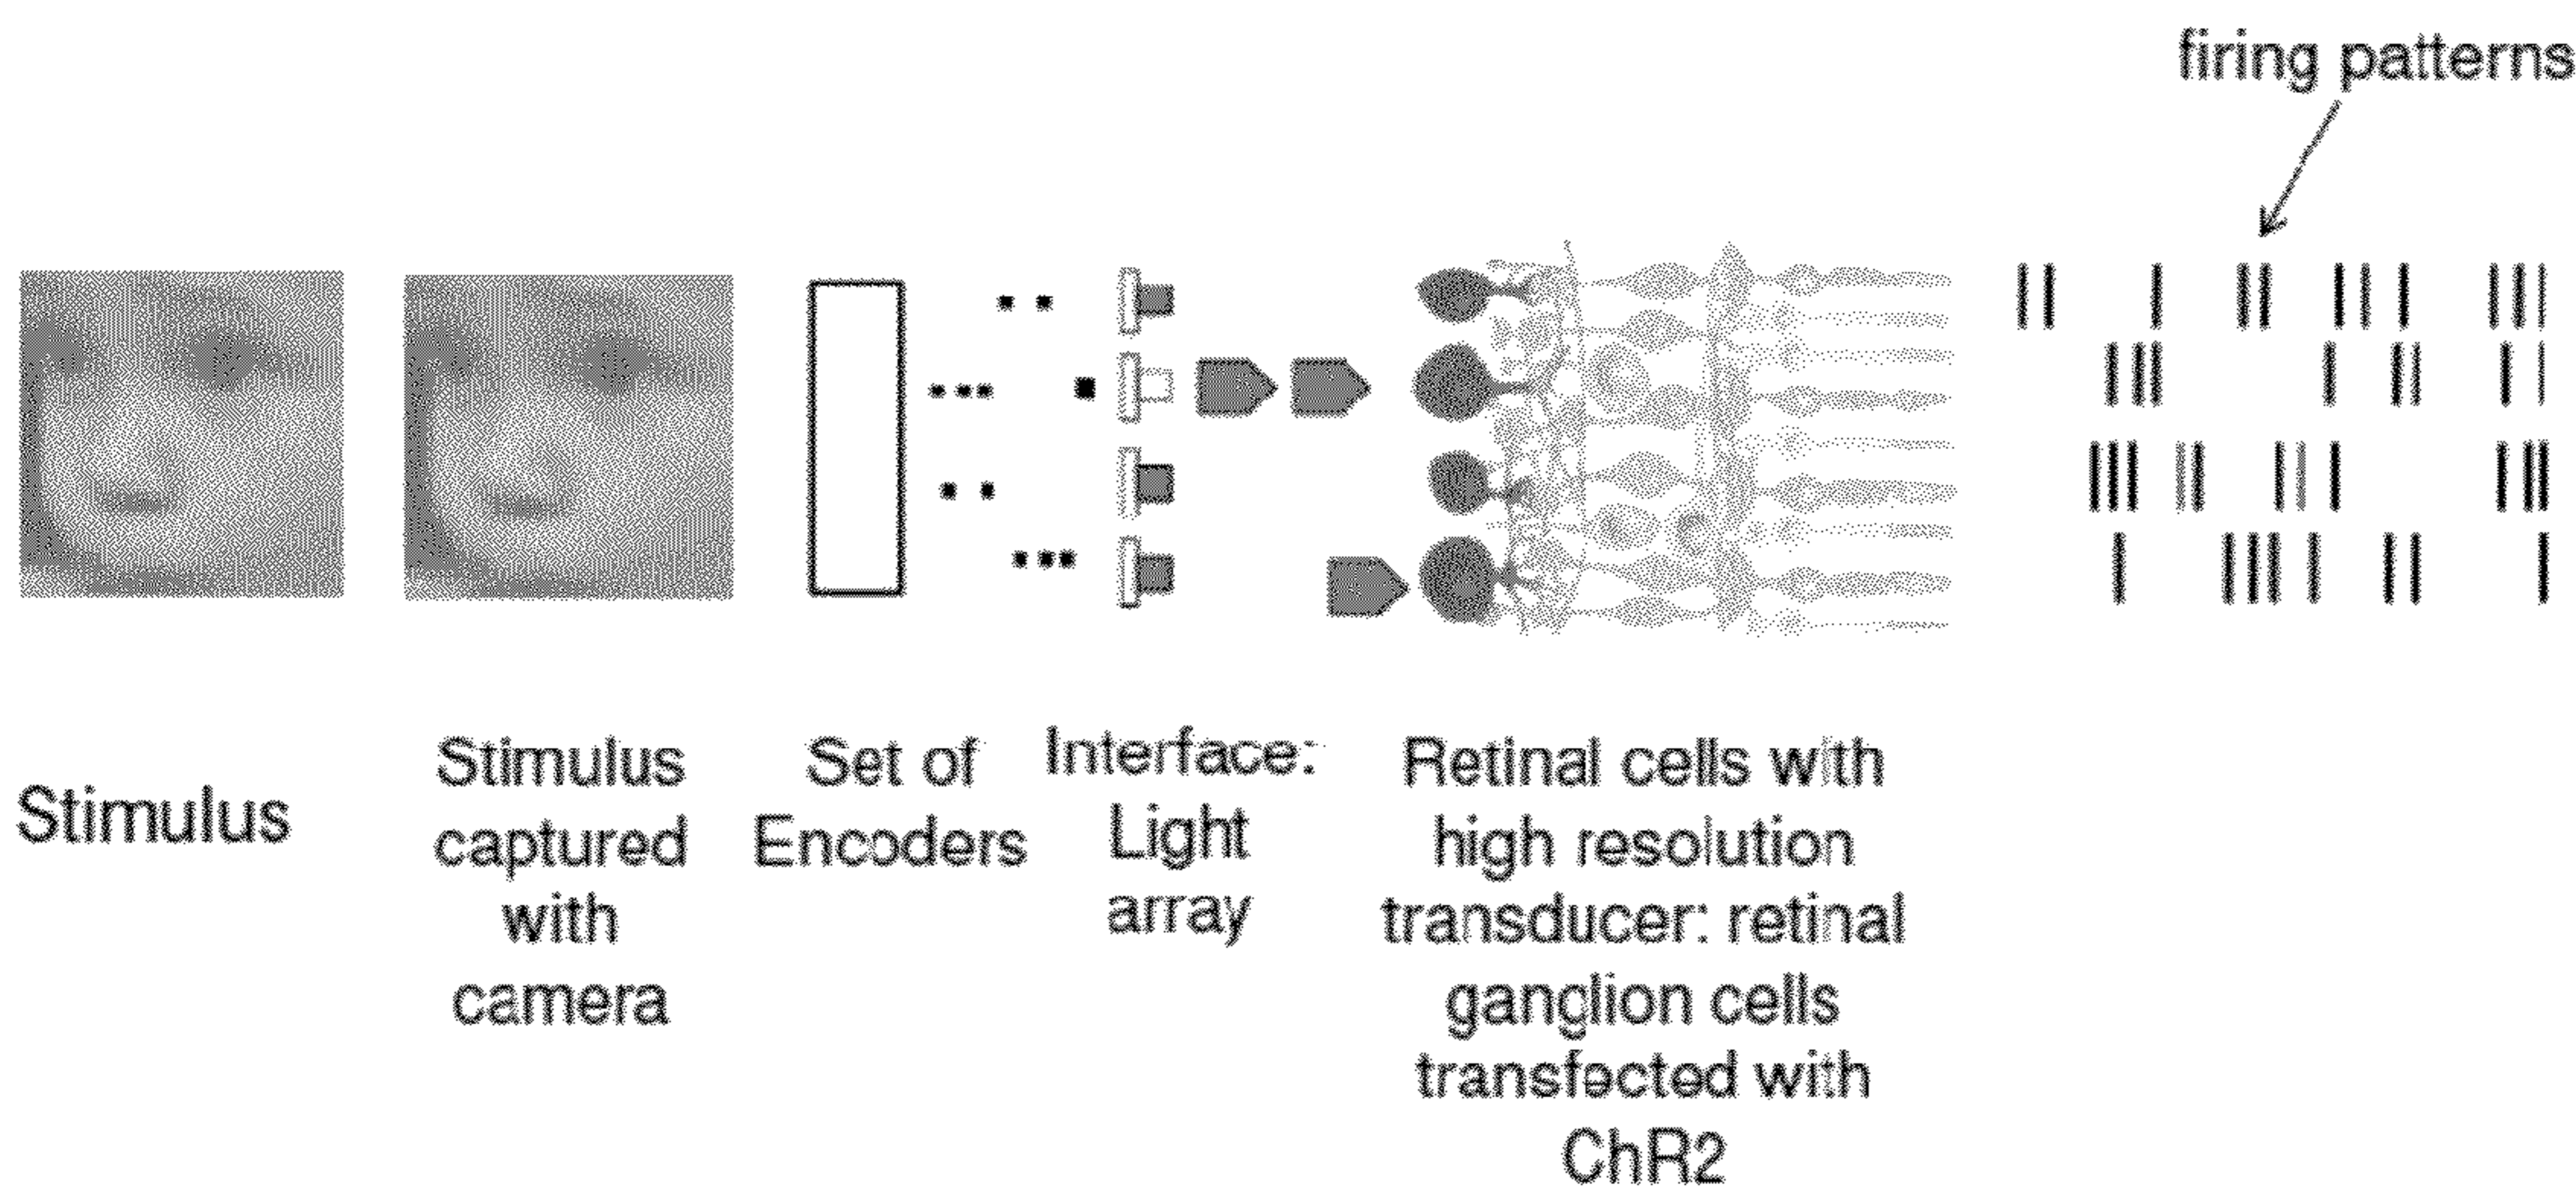 firing patterns
Stimulus
Stimulus
captured
with
camera
Set of
Encoders
Interface:
Light
array
Retinal cells with
high resolution
transducer: retinal
ganglion cells
transfected with
ChR2